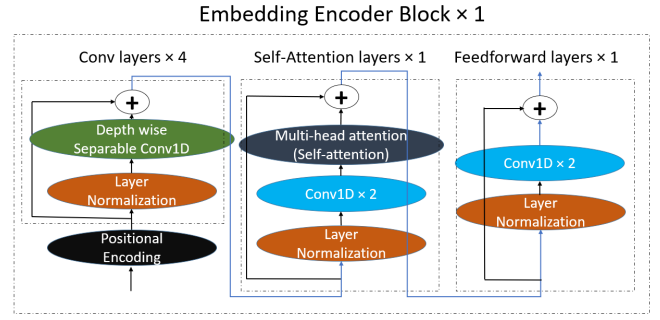 Embedding Encoder Block × 1
Conv layers × 4
+
Depth wise
Separable Conv1D
Layer
Normalization
Positional
Encoding
Self-Attention layers × 1
+
Multi-head attention
(Self-attention)
Conv1D × 2
Layer
Normalization
Feedforward layers × 1
+
Conv1D × 2
Layer
Normalization